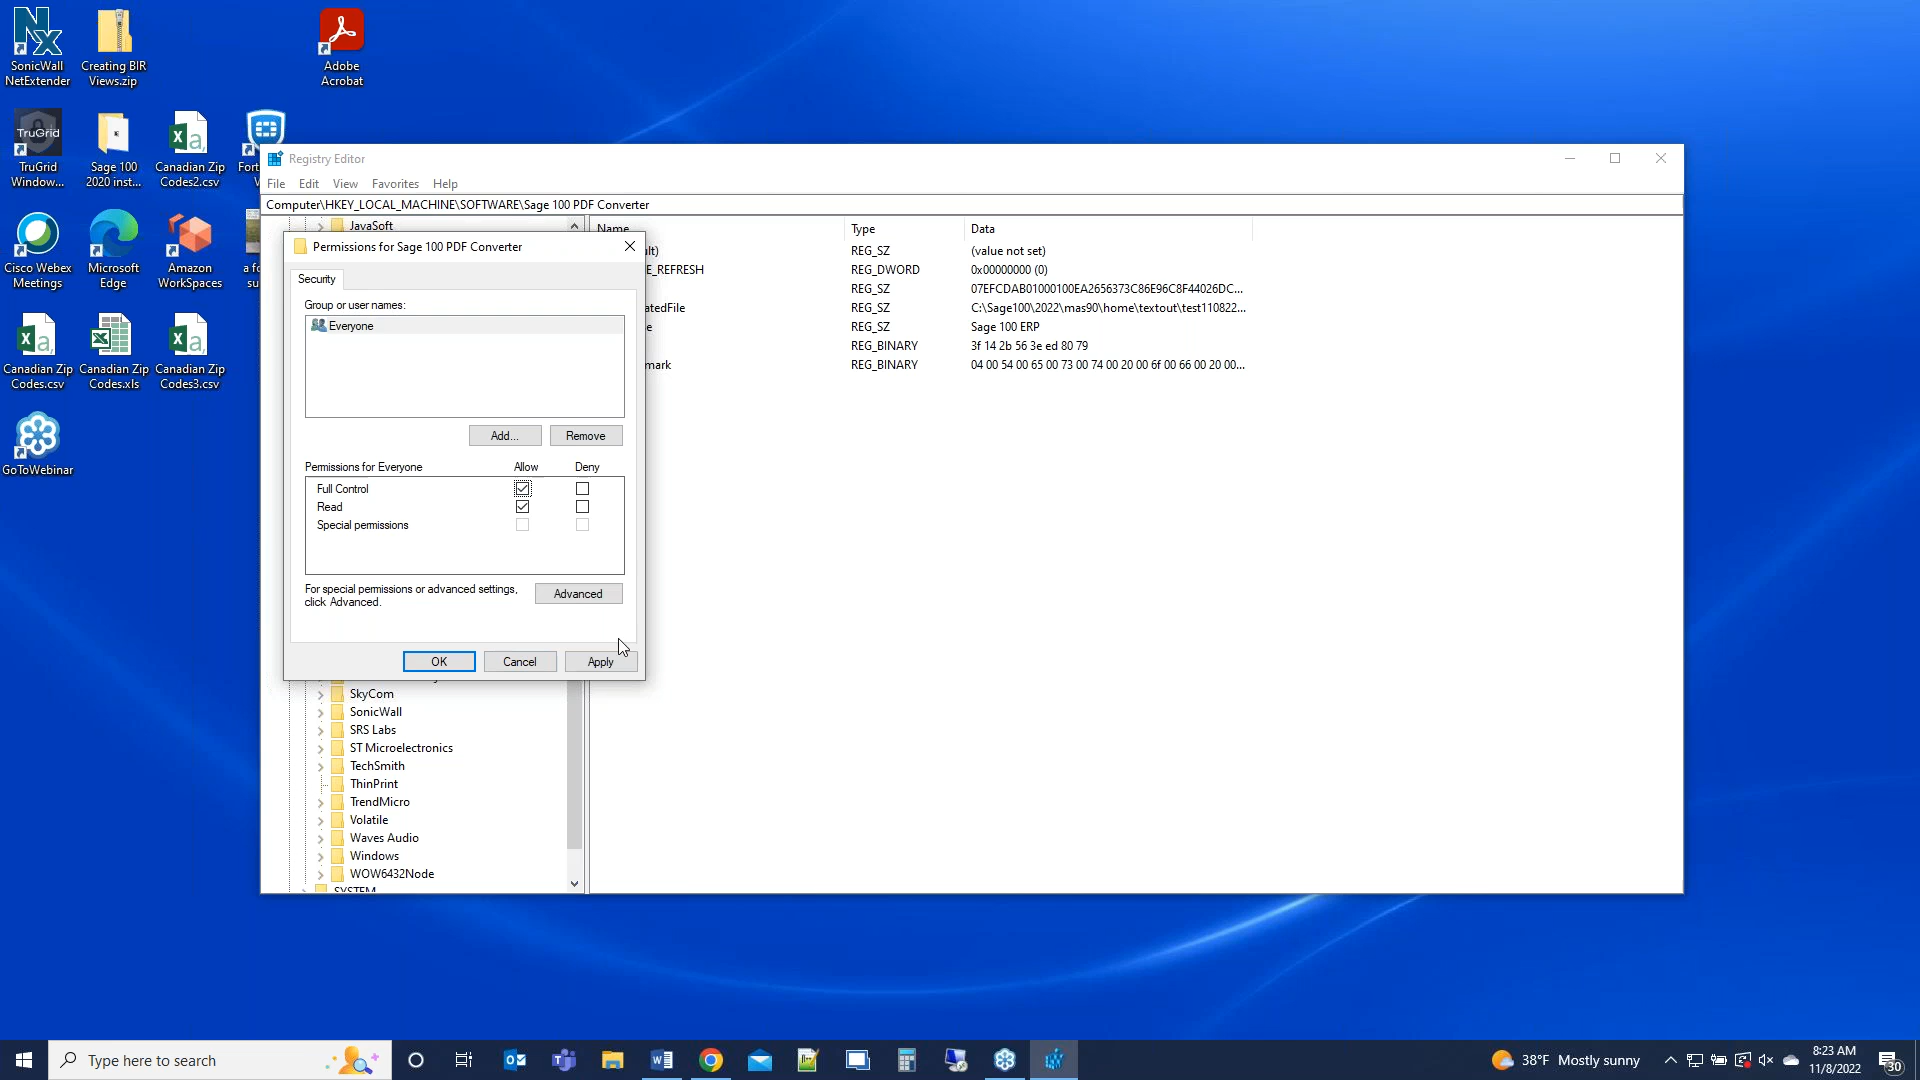 SonicWall
NetExtender
Creating BIR
Views.zip
Adobe
Acrobat
TruGrid
TruGrid
Window...
Sage 100
2020 inst...
Canadian Zip
Codes2.csv
Cisco Webex
Meetings
Microsoft
Edge
Amazon
WorkSpaces
Canadian Zip
Codes.csv
Canadian Zip
Codes.xls
Canadian Zip
Codes3.csv
GoToWebinar
Registry Editor
File Edit View Favorites Help
Computer\HKEY_LOCAL_MACHINE\SOFTWARE\Sage 100 PDF Converter
JavaSoft
Name Type Data
REG_SZ (value not set)
E_REFRESH REG_DWORD 0x00000000 (0)
REG_SZ 07EFCDAB01000100EA2656373C86E96C8F44026DC...
atedFile REG_SZ C:\Sage100\2022\mas90\home\textout\test110822...
REG_SZ Sage 100 ERP
REG_BINARY 3f 14 2b 56 3e ed 80 79
mark REG_BINARY 04 00 54 00 65 00 73 00 74 00 20 00 6f 00 66 00 20 00...
Permissions for Sage 100 PDF Converter
Security
Group or user names:
Everyone
Add... Remove
Permissions for Everyone Allow Deny
Full Control
Read
Special permissions
For special permissions or advanced settings,
click Advanced.
Advanced
OK Cancel Apply
SkyCom
SonicWall
SRS Labs
ST Microelectronics
TechSmith
ThinPrint
TrendMicro
Volatile
Waves Audio
Windows
WOW6432Node
SYSTEM
Type here to search
38°F Mostly sunny
8:23 AM
11/8/2022
30